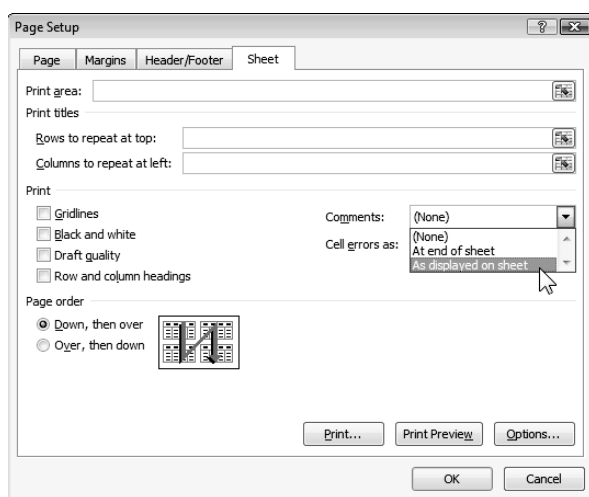 Page Setup
Page Margins Header/Footer Sheet
Print area:
Print titles
Rows to repeat at top:
Columns to repeat at left:
Print
Gridlines
Black and white
Draft quality
Row and column headings
Comments: (None)
Cell errors as:
(None)
At end of sheet
As displayed on sheet
Page order
Down, then over
Over, then down
Print... Print Preview Options...
OK Cancel